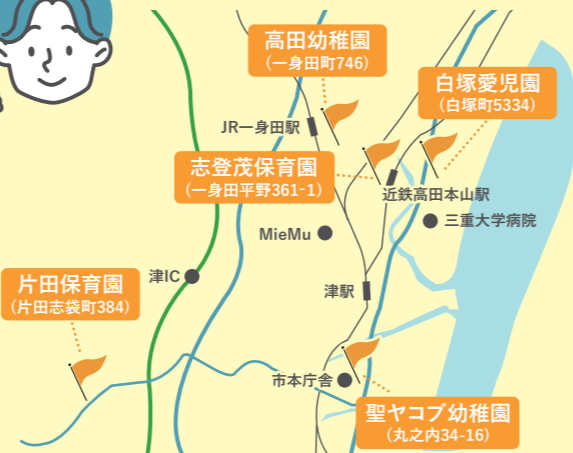 高田幼稚園
（一身田町746）
白塚愛児園
（白塚町5334）
JR一身田駅
志登茂保育園
（一身田平野361-1）
近鉄高田本山駅
三重大学病院
MieMu
津IC
津駅
片田保育園
（片田志袋町384）
市本庁舎
聖ヤコブ幼稚園
（丸之内34-16）